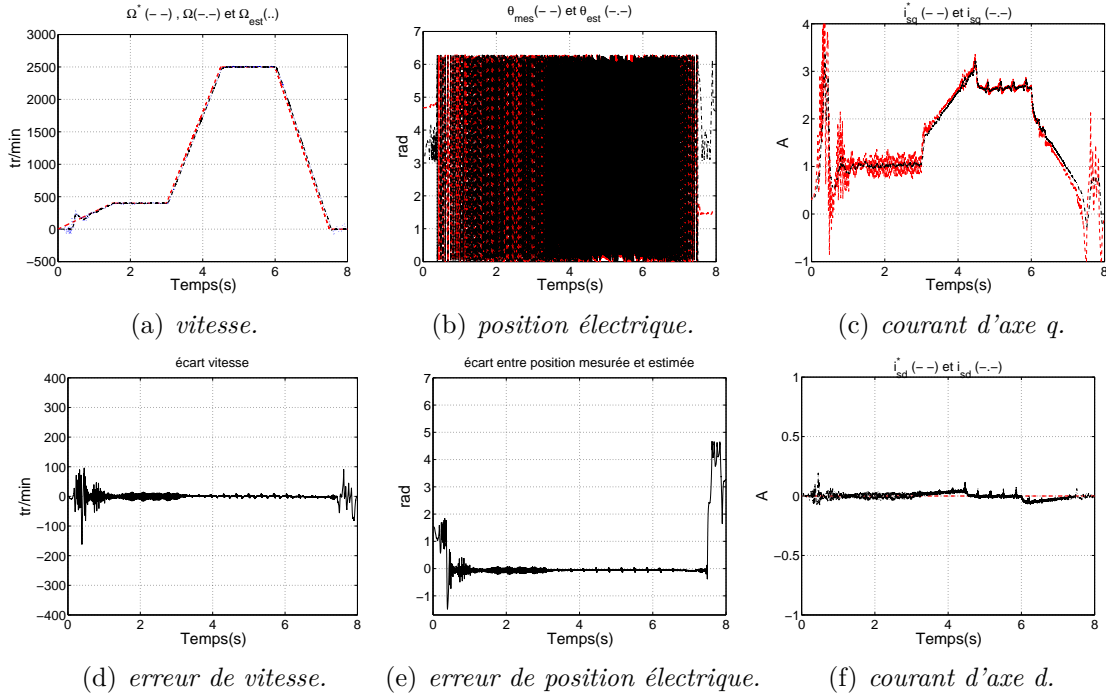 Ω* (- -) , Ω(-.-) et Ω_est(..)
3000
2500
2000
1500
1000
500
0
−500
tr/min
0 2 4 6 8
Temps(s)
(a) vitesse.
θ_mes (- -) et θ_est (-.-)
7
6
5
4
3
2
1
0
rad
0 2 4 6 8
Temps(s)
(b) position électrique.
i*_sq (- -) et i_sq (-.-)
4
3
2
1
0
−1
A
0 2 4 6 8
Temps(s)
(c) courant d'axe q.
écart vitesse
400
300
200
100
0
−100
−200
−300
−400
tr/min
0 2 4 6 8
Temps(s)
(d) erreur de vitesse.
écart entre position mesurée et estimée
7
6
5
4
3
2
1
0
−1
rad
0 2 4 6 8
Temps(s)
(e) erreur de position électrique.
i*_sd (- -) et i_sd (-.-)
1
0.5
0
−0.5
−1
A
0 2 4 6 8
Temps(s)
(f) courant d'axe d.